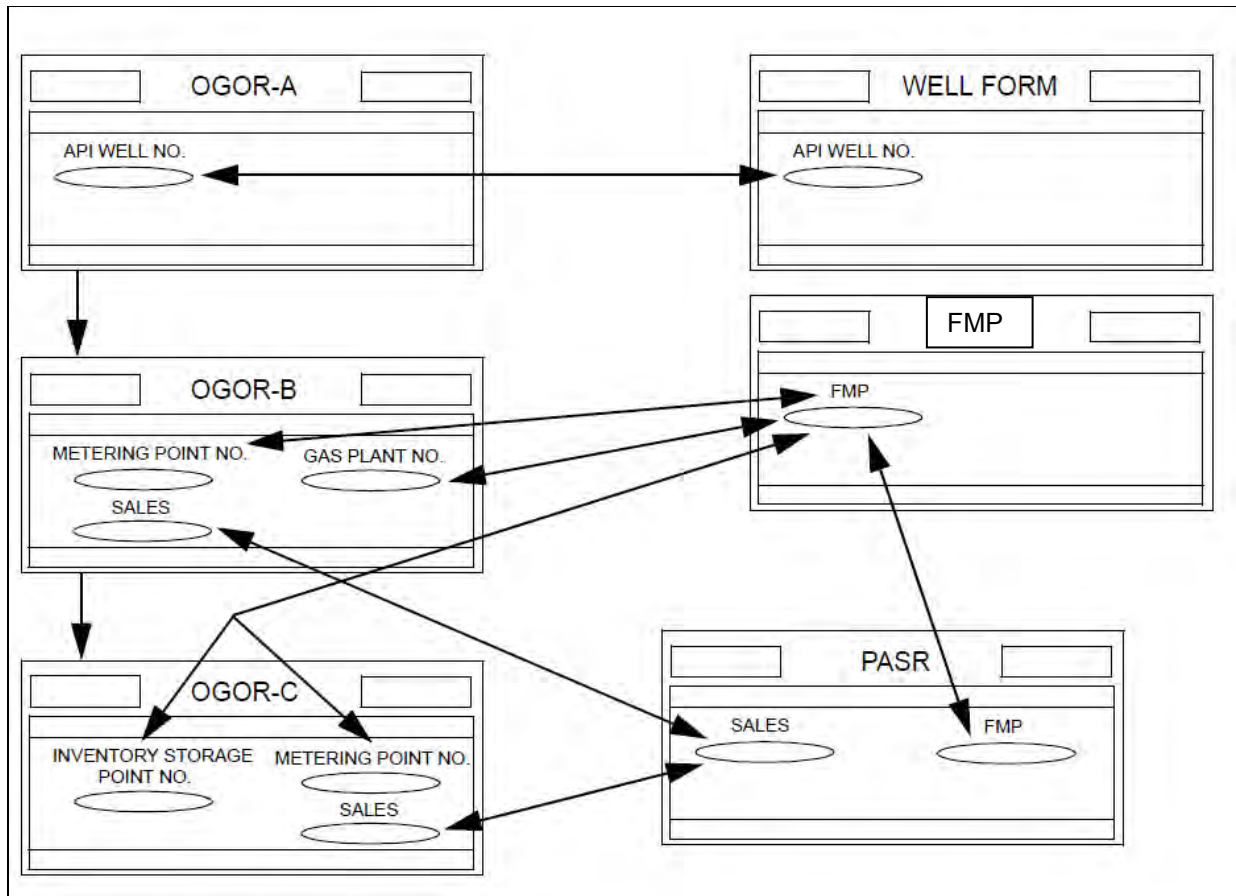 OGOR-A
API WELL NO.
WELL FORM
API WELL NO.
OGOR-B
METERING POINT NO.
GAS PLANT NO.
SALES
FMP
FMP
OGOR-C
INVENTORY STORAGE
POINT NO.
METERING POINT NO.
SALES
PASR
SALES
FMP